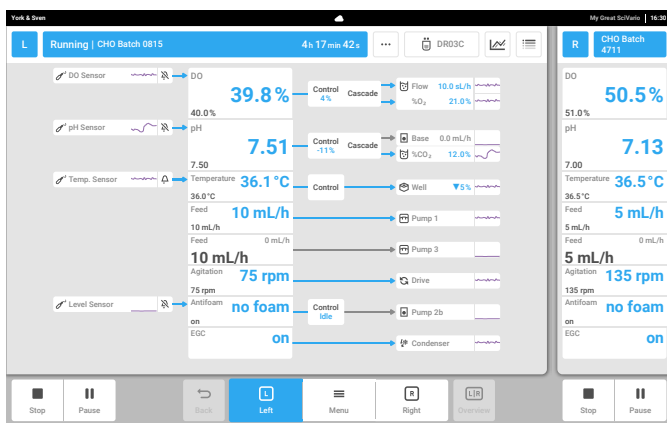 York & Sven
My Great SciVario
16:30
L
Running | CHO Batch 0815
4h 17min 42s
DR03C
R
CHO Batch
4711
DO Sensor
DO
39.8 %
40.0 %
Control
4%
Cascade
Flow 10.0 sL/h
%O₂ 21.0%
pH Sensor
pH
7.51
7.50
Control
-11%
Cascade
Base 0.0 mL/h
%CO₂ 12.0%
Temp. Sensor
Temperature
36.1 °C
36.0 °C
Control
Well ▼5%
Feed
10 mL/h
10 mL/h
Pump 1
Feed
0 mL/h
10 mL/h
Pump 3
Agitation
75 rpm
75 rpm
Drive
Level Sensor
Antifoam
no foam
on
Control
Idle
Pump 2b
EGC
on
Condenser
DO
50.5 %
51.0 %
pH
7.13
7.00
Temperature
36.5 °C
36.5 °C
Feed
5 mL/h
5 mL/h
Feed
0 mL/h
5 mL/h
Agitation
135 rpm
135 rpm
Antifoam
no foam
on
EGC
on
Stop
Pause
Back
L
Left
Menu
R
Right
L|R
Overview
Stop
Pause